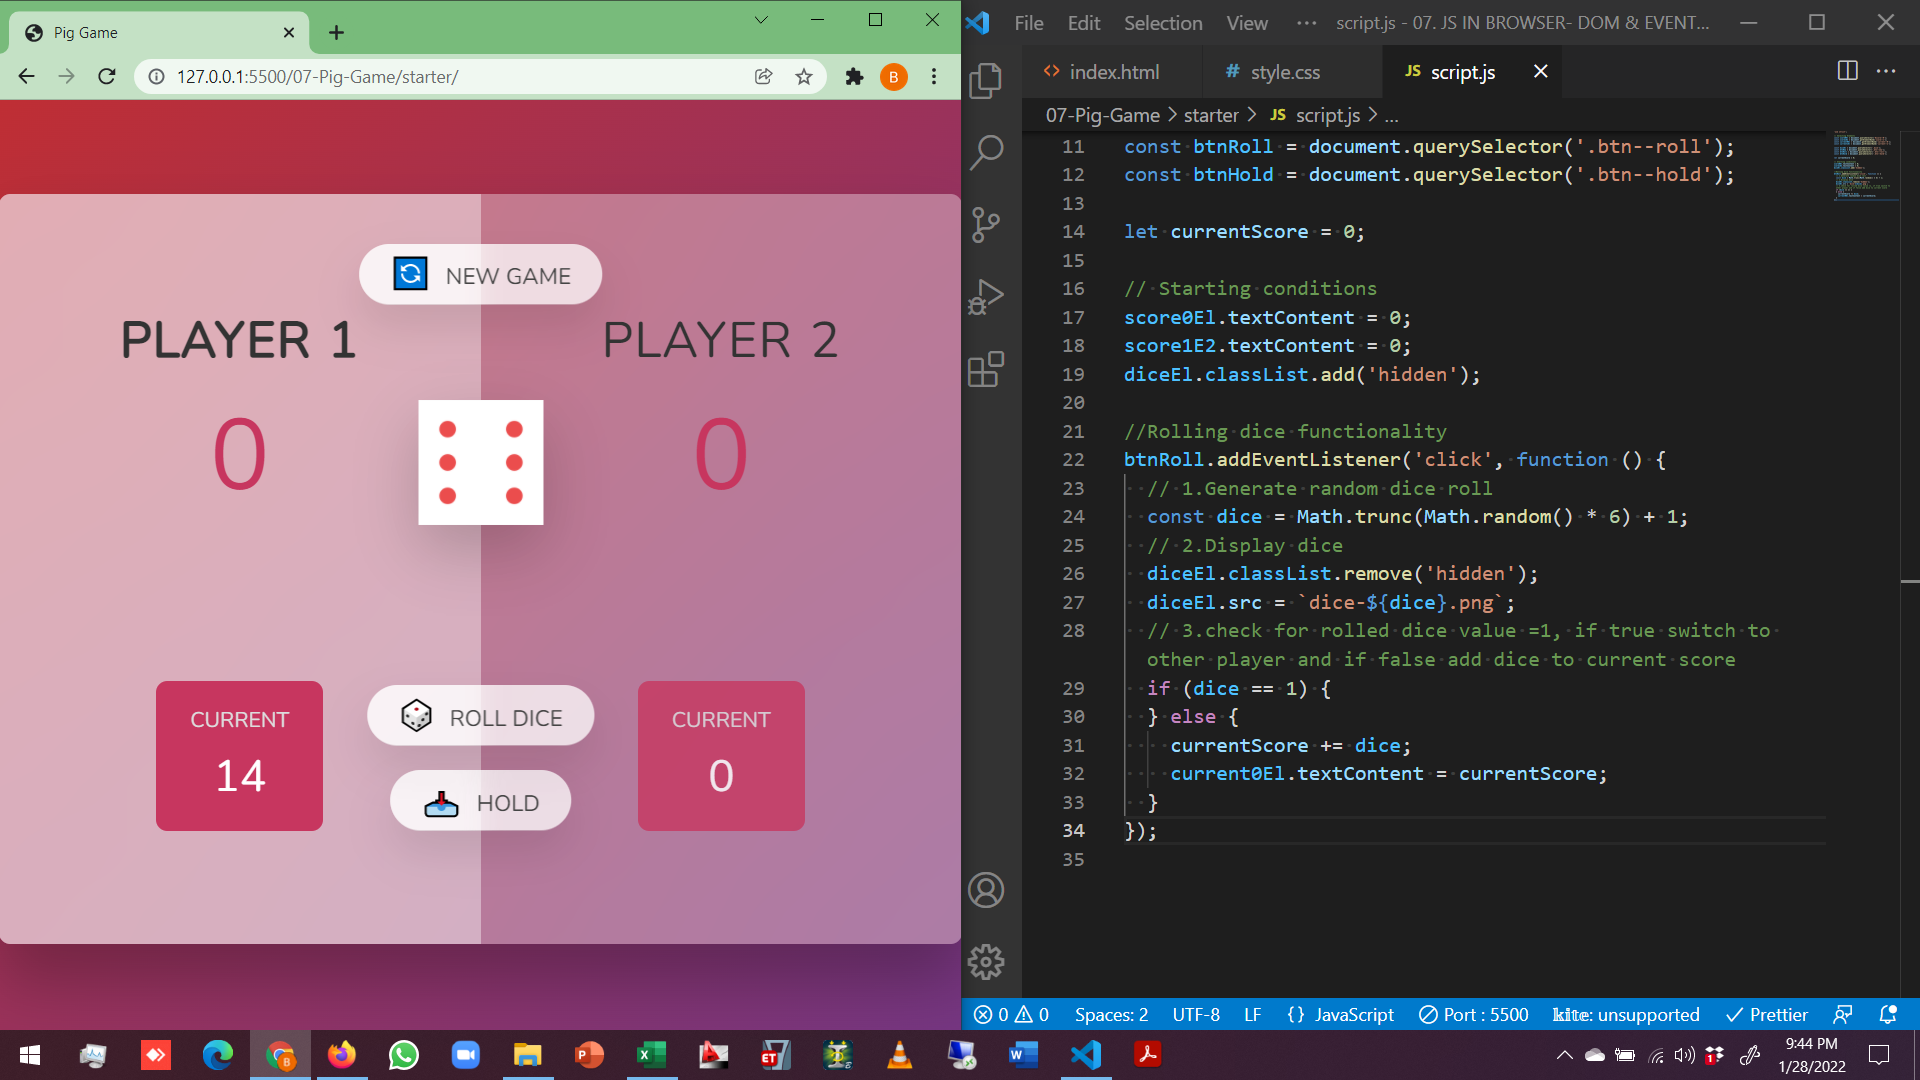 Pig Game
127.0.0.1:5500/07-Pig-Game/starter/
B
NEW GAME
PLAYER 1
PLAYER 2
0
0
CURRENT
14
ROLL DICE
HOLD
CURRENT
0
File Edit Selection View ··· script.js - 07. JS IN BROWSER- DOM & EVENT...
<> index.html
# style.css
JS script.js
07-Pig-Game > starter > JS script.js > ...
11 const btnRoll = document.querySelector('.btn--roll');
12 const btnHold = document.querySelector('.btn--hold');
13
14 let currentScore = 0;
15
16 // Starting conditions
17 score0El.textContent = 0;
18 score1E2.textContent = 0;
19 diceEl.classList.add('hidden');
20
21 //Rolling dice functionality
22 btnRoll.addEventListener('click', function () {
23 // 1.Generate random dice roll
24 const dice = Math.trunc(Math.random() * 6) + 1;
25 // 2.Display dice
26 diceEl.classList.remove('hidden');
27 diceEl.src = `dice-${dice}.png`;
28 // 3.check for rolled dice value =1, if true switch to
other player and if false add dice to current score
29 if (dice == 1) {
30 } else {
31 currentScore += dice;
32 current0El.textContent = currentScore;
33 }
34 });
35
0 0 Spaces: 2 UTF-8 LF {} JavaScript Port : 5500 kite: unsupported Prettier
9:44 PM
1/28/2022